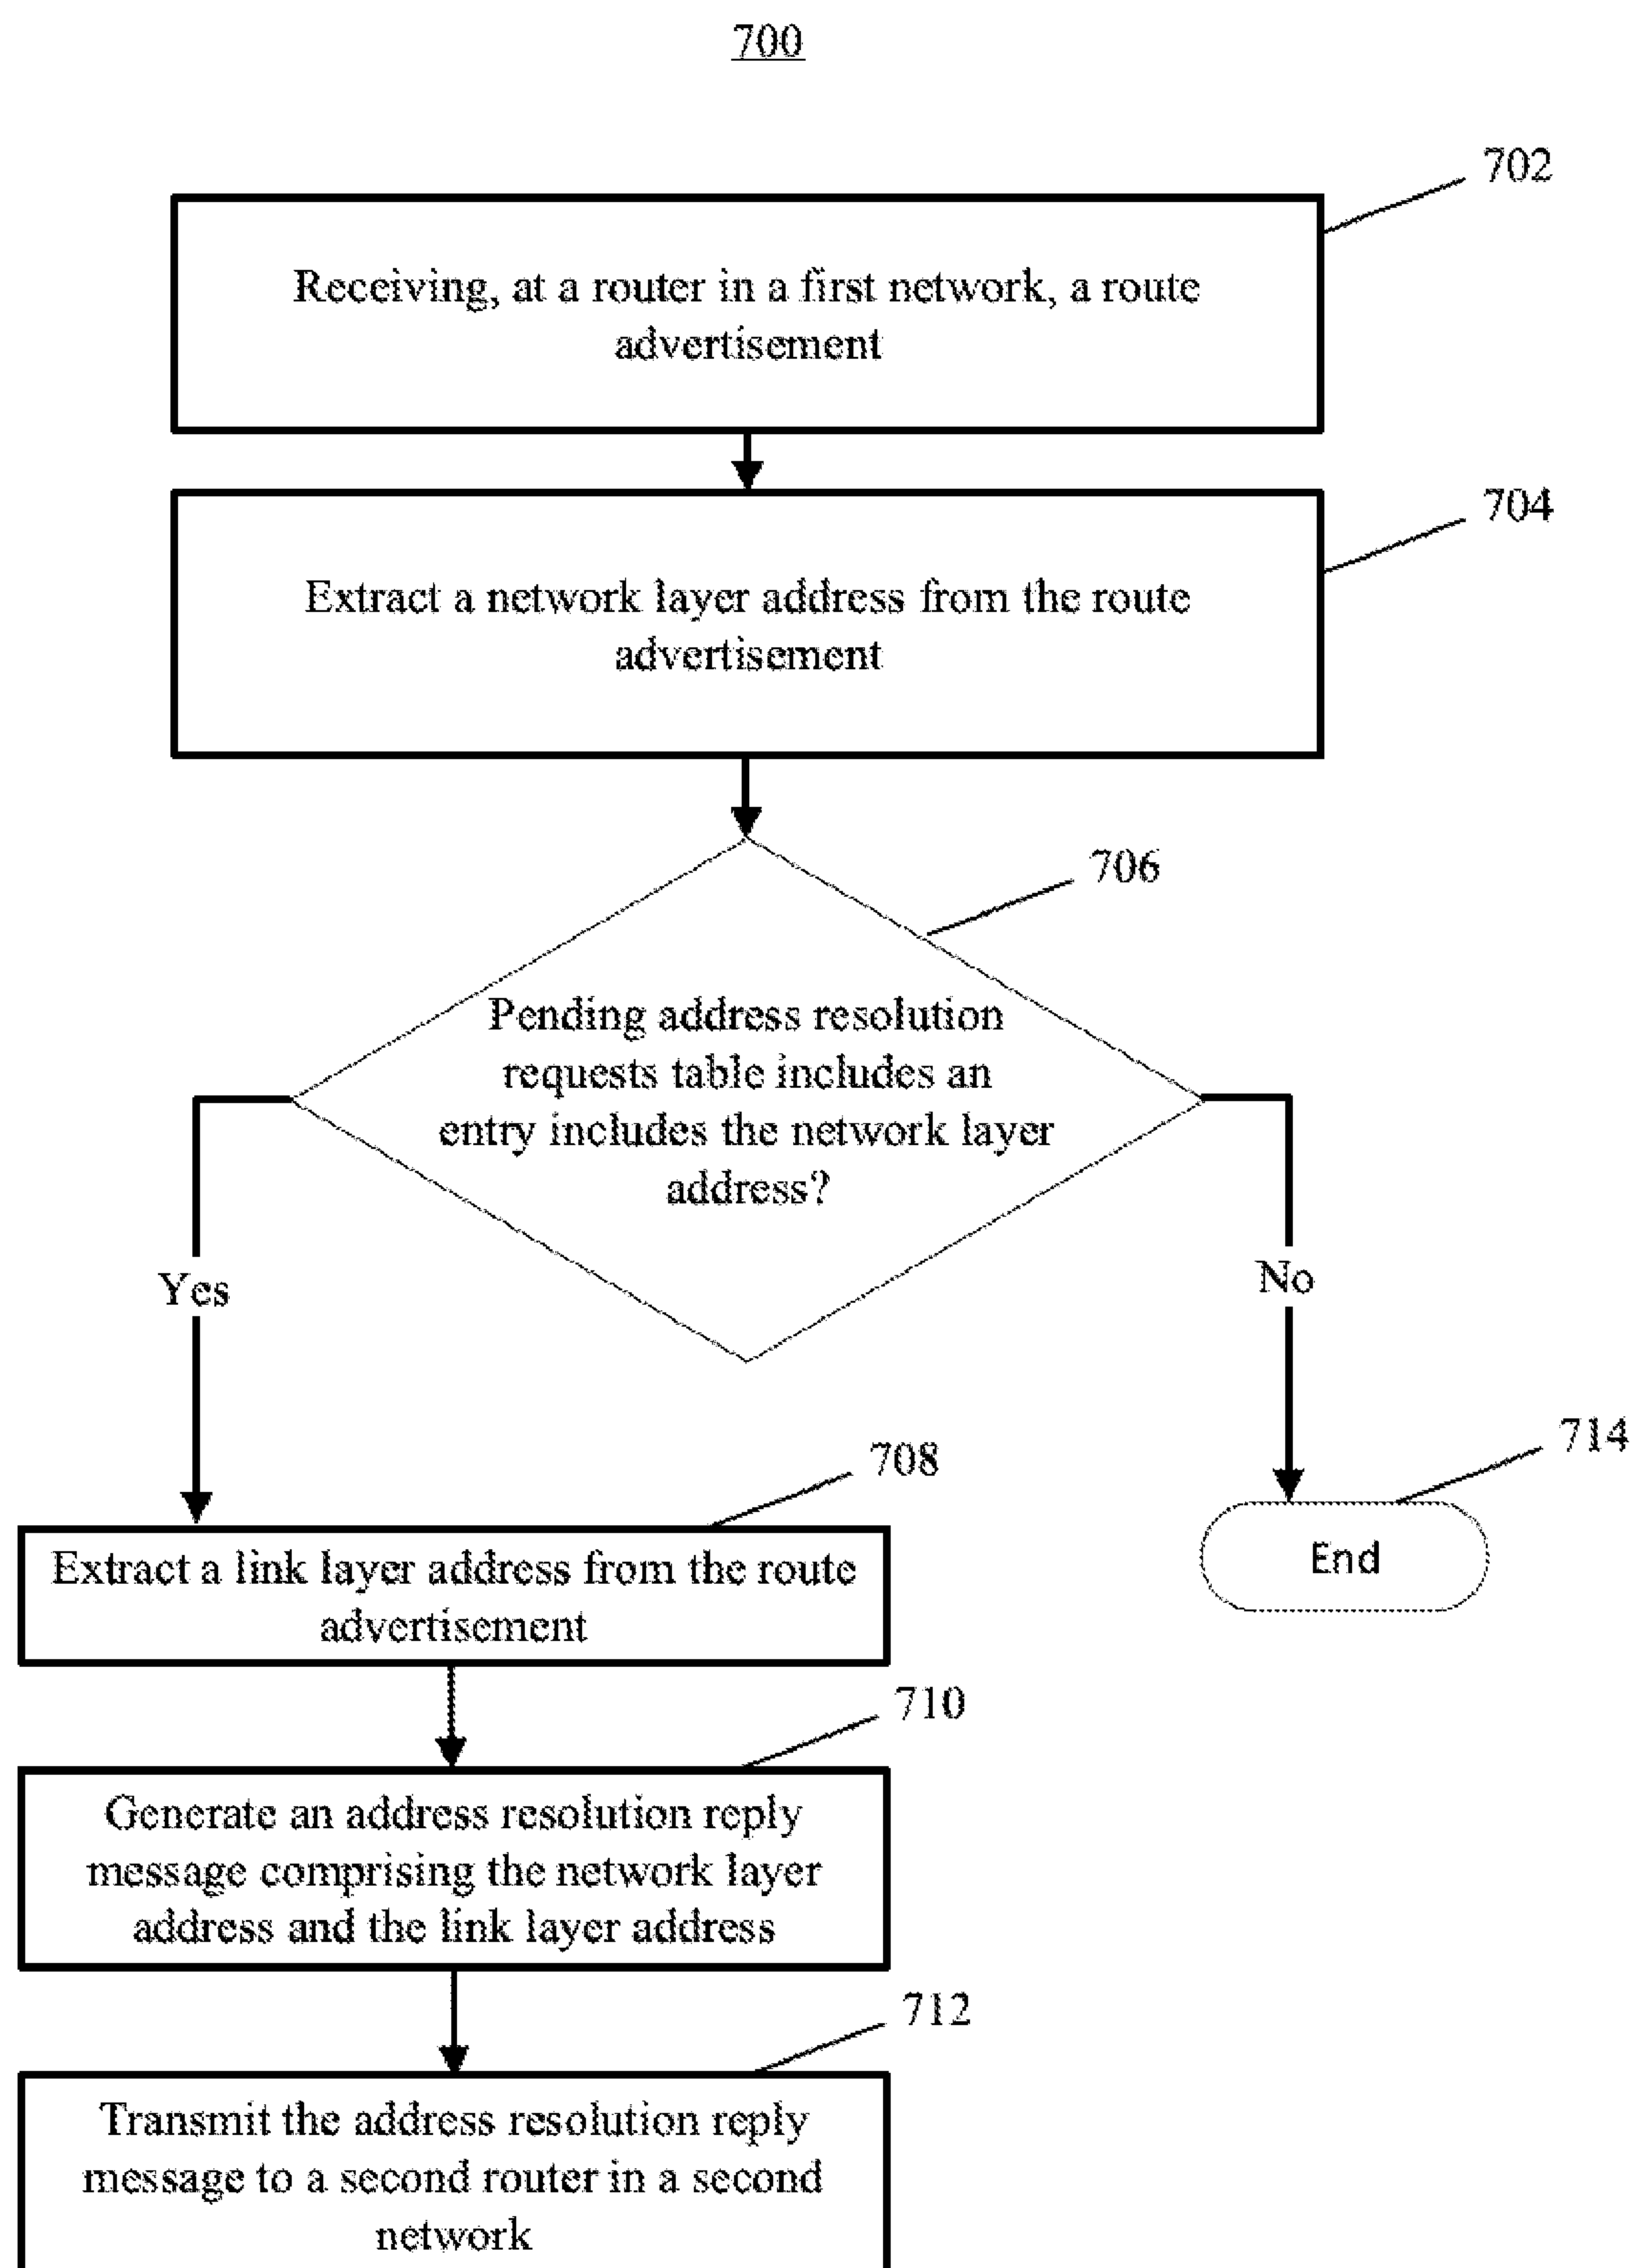 700
702
Receiving, at a router in a first network, a route
advertisement
704
Extract a network layer address from the route
advertisement
706
Pending address resolution
requests table includes an
entry includes the network layer
address?
Yes
No
708
714
Extract a link layer address from the route
advertisement
End
710
Generate an address resolution reply
message comprising the network layer
address and the link layer address
712
Transmit the address resolution reply
message to a second router in a second
network